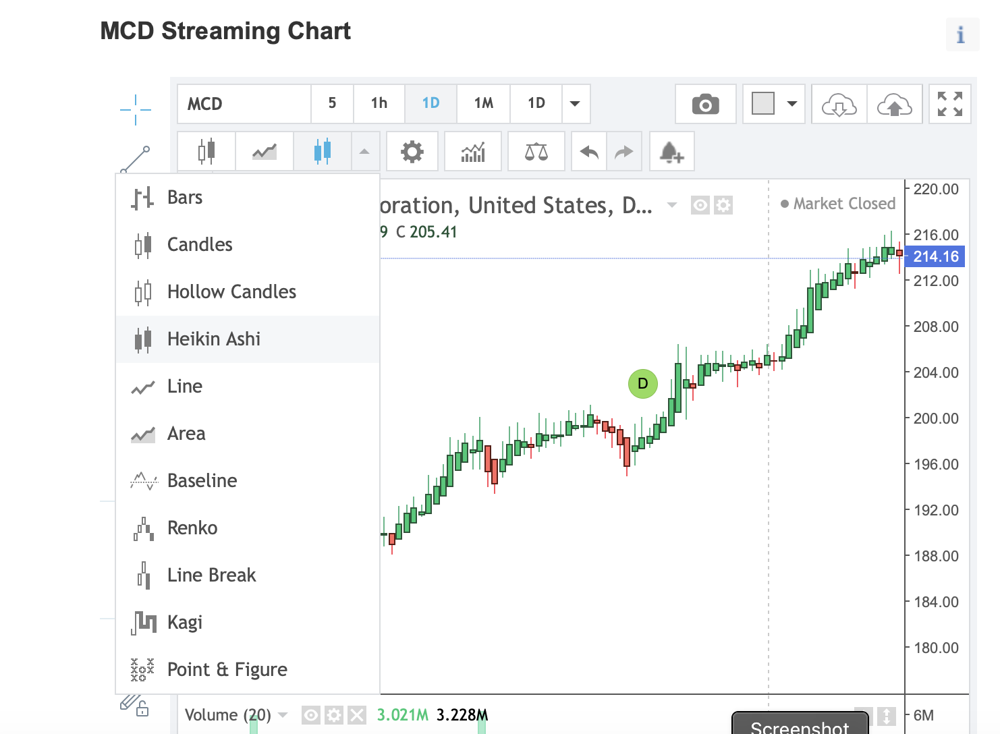 MCD Streaming Chart
i
MCD 5 1h 1D 1M 1D
oration, United States, D...
Market Closed
9 C 205.41
Bars
Candles
Hollow Candles
Heikin Ashi
Line
Area
Baseline
Renko
Line Break
Kagi
Point & Figure
D
220.00
216.00
214.16
212.00
208.00
204.00
200.00
196.00
192.00
188.00
184.00
180.00
Volume (20) 3.021M 3.228M
6M
Screenshot